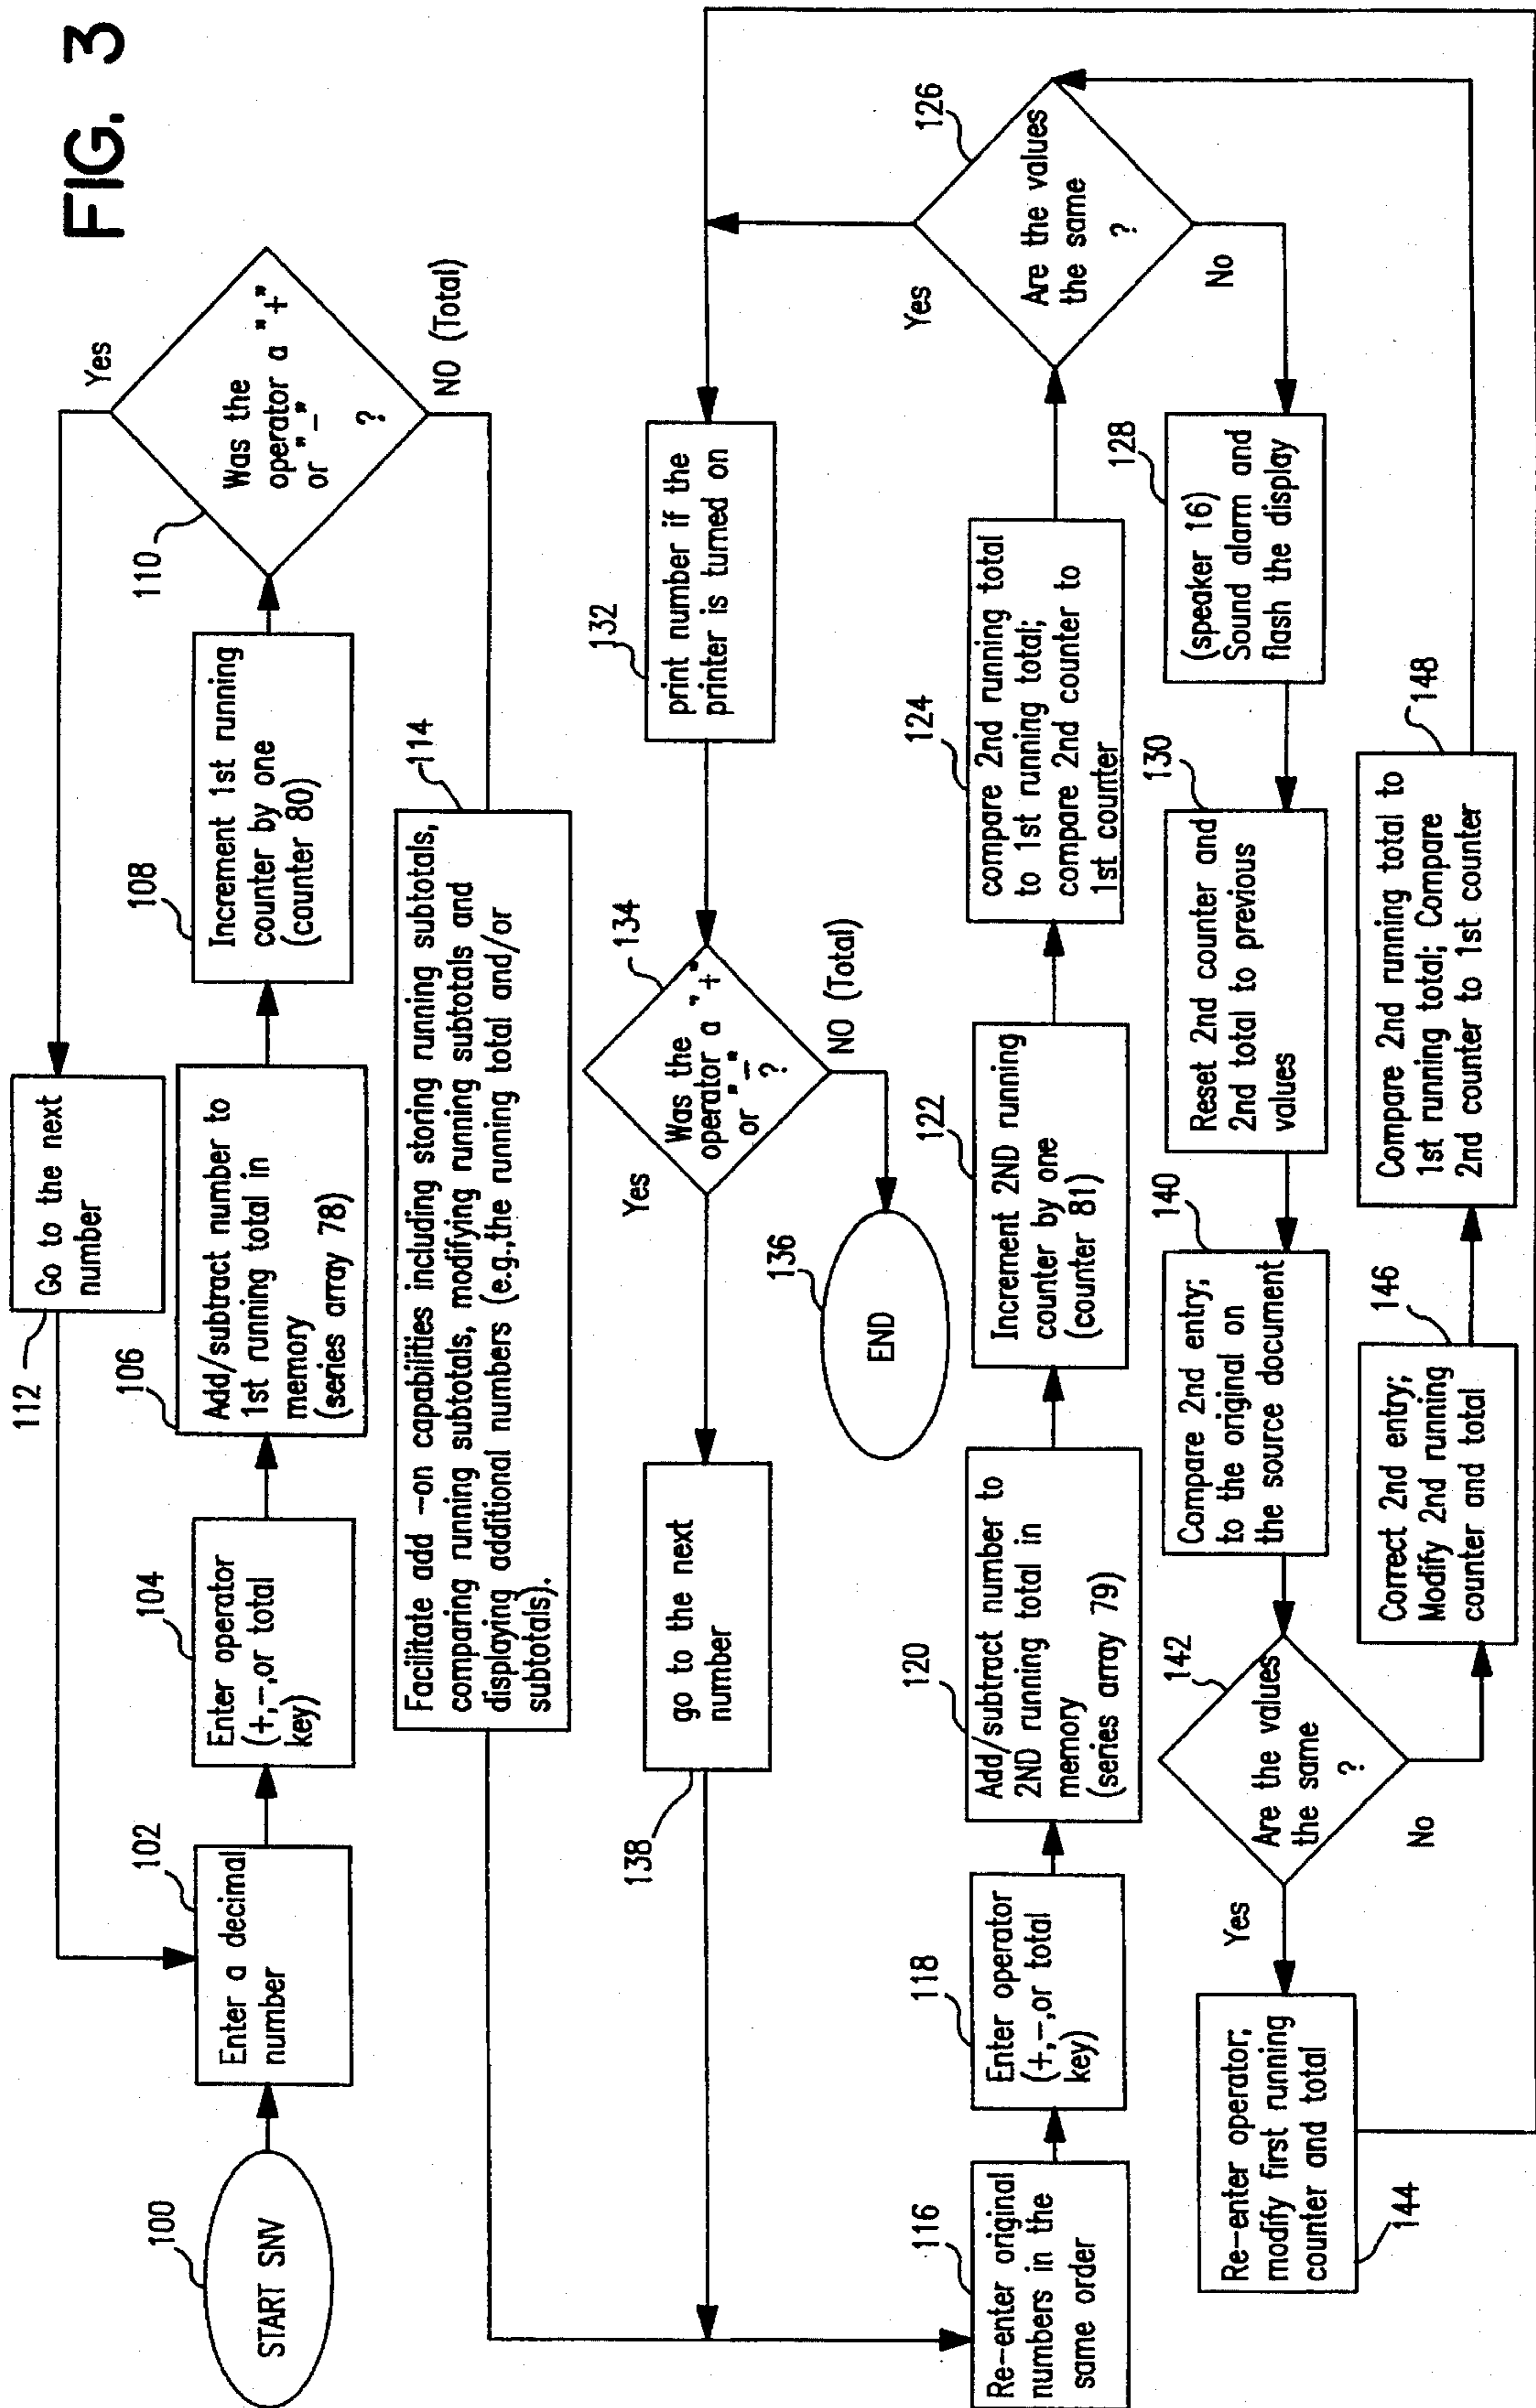 FIG. 3
100
START SNV
102
Enter a decimal
number
104
Enter operator
(+,-,or total
key)
106
Add/subtract number to
1st running total in
memory
(series array 78)
108
Increment 1st running
counter by one
(counter 80)
110
Was the
operator a "+"
or "-"
?
Yes
NO (Total)
112
Go to the next
number
114
Facilitate add -on capabilities including storing running subtotals,
comparing running subtotals, modifying running subtotals and
displaying additional numbers (e.g.,the running total and/or
subtotals).
116
Re-enter original
numbers in the
same order
118
Enter operator
(+,-,or total
key)
120
Add/subtract number to
2ND running total in
memory
(series array 79)
122
Increment 2ND running
counter by one
(counter 81)
124
compare 2nd running total
to 1st running total;
compare 2nd counter to
1st counter
126
Are the values
the same
?
Yes
No
128
(speaker 16)
Sound alarm and
flash the display
130
Reset 2nd counter and
2nd total to previous
values
132
print number if the
printer is turned on
134
Was the
operator a "+"
or "-"
?
Yes
NO (Total)
136
END
138
go to the next
number
140
Compare 2nd entry;
to the original on
the source document
142
Are the values
the same
?
Yes
No
144
Re-enter operator;
modify first running
counter and total
146
Correct 2nd entry;
Modify 2nd running
counter and total
148
Compare 2nd running total to
1st running total; Compare
2nd counter to 1st counter